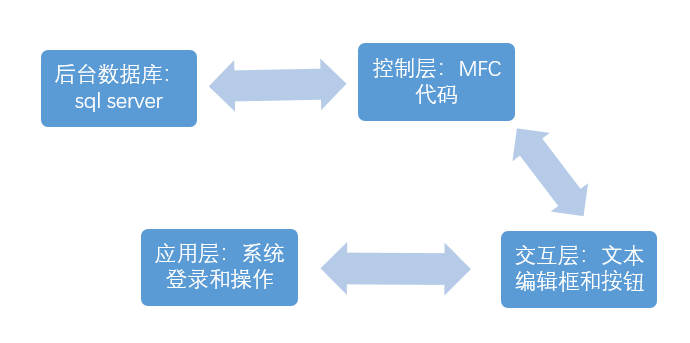 后台数据库：
sql server
控制层：MFC
代码
应用层：系统
登录和操作
交互层：文本
编辑框和按钮